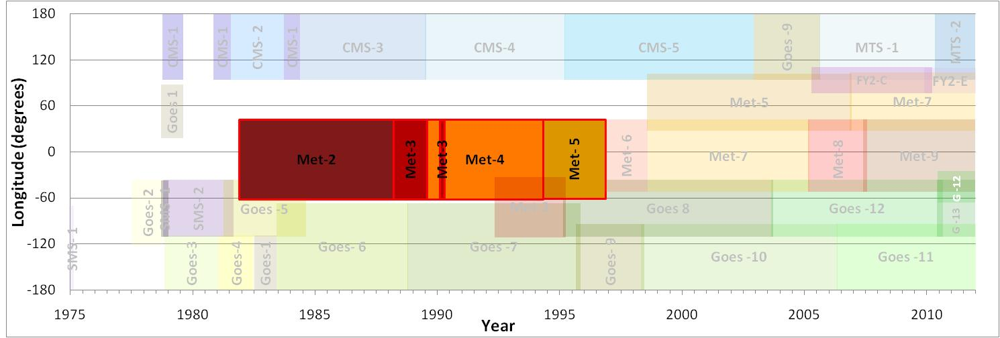 180
120
60
0
-60
-120
-180
Longitude (degrees)
CMS-1
CMS-1
CMS- 2
CMS-1
CMS-3
CMS-4
CMS-5
Goes -9
MTS -1
MTS -2
Goes 1
FY2-C
FY2-E
Met-5
Met-7
Met-2
Met-3
Met-3
Met-4
Met- 5
Met- 6
Met-7
Met-8
Met-9
Goes- 2
SMS-1
SMS-2
Goes -5
Met-3
Goes 8
Goes -12
G -12
G -13
SMS- 1
Goes-3
Goes-4
Goes-1
Goes- 6
Goes -7
Goes- 9
Goes -10
Goes -11
1975
1980
1985
1990
1995
2000
2005
2010
Year